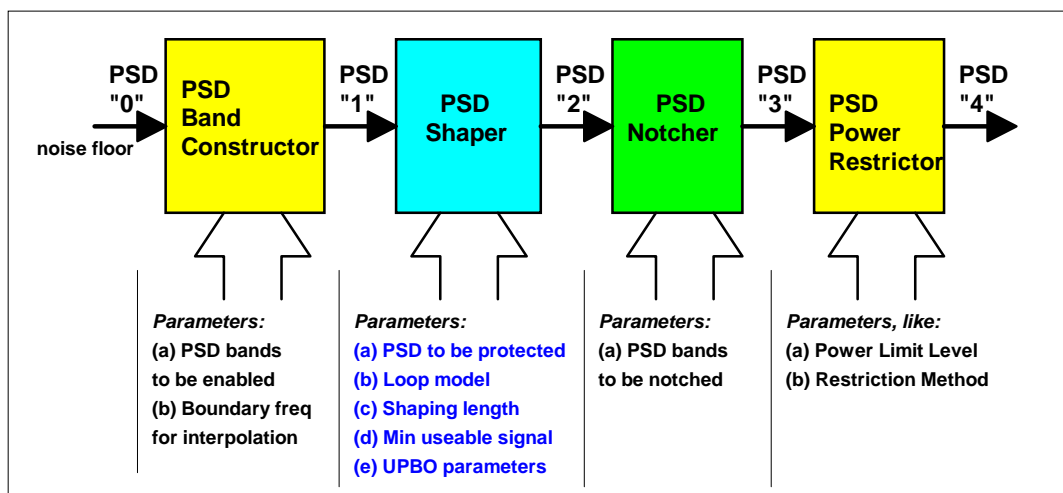 PSD
"0"
noise floor
PSD
Band
Constructor
PSD
"1"
PSD
Shaper
PSD
"2"
PSD
Notcher
PSD
"3"
PSD
Power
Restrictor
PSD
"4"
Parameters:
(a) PSD bands
to be enabled
(b) Boundary freq
for interpolation
Parameters:
(a) PSD to be protected
(b) Loop model
(c) Shaping length
(d) Min useable signal
(e) UPBO parameters
Parameters:
(a) PSD bands
to be notched
Parameters, like:
(a) Power Limit Level
(b) Restriction Method